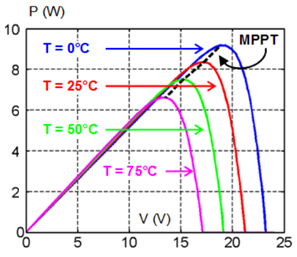 P (W)
10
MPPT
T = 0°C
8
T = 25°C
6
T = 50°C
4
T = 75°C
2
V (V)
0
0 5 10 15 20 25